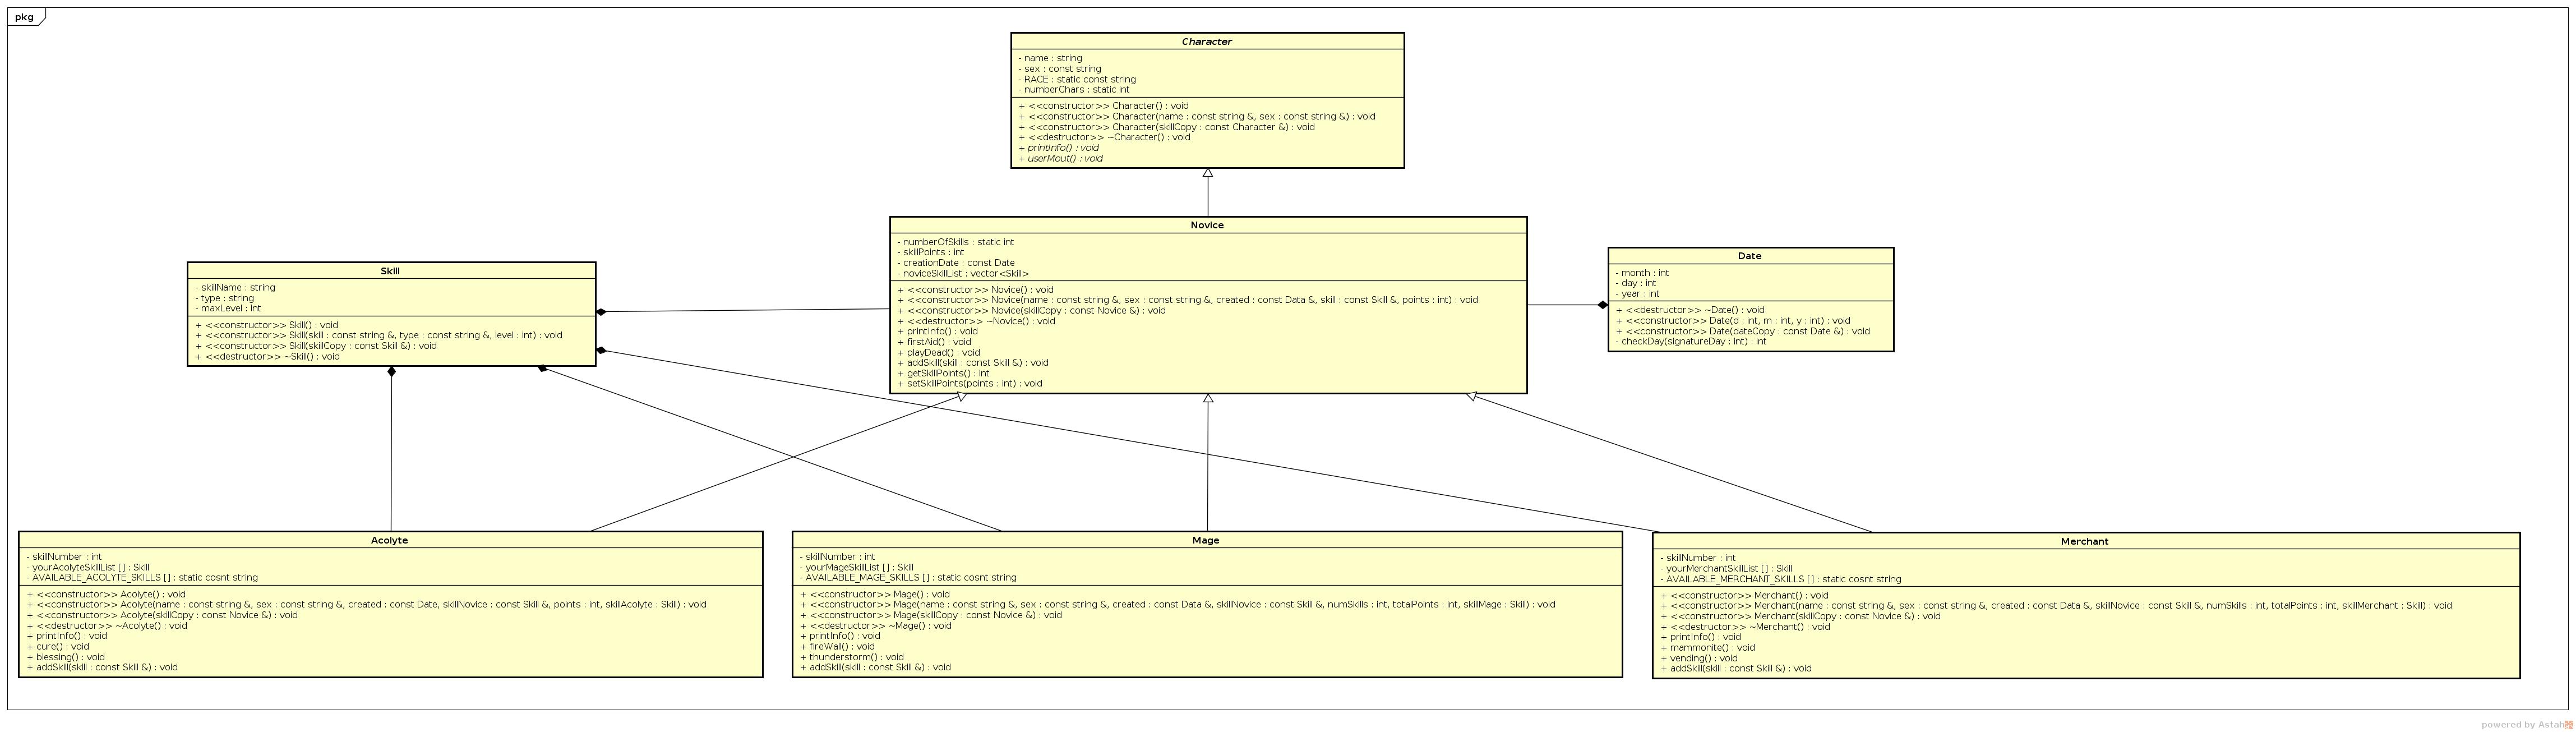 pkg
Character
- name : string
- sex : const string
- RACE : static const string
- numberChars : static int
+ <<constructor>> Character() : void
+ <<constructor>> Character(name : const string &, sex : const string &) : void
+ <<constructor>> Character(skillCopy : const Character &) : void
+ <<destructor>> ~Character() : void
+ printInfo() : void
+ userMout() : void
Novice
- numberOfSkills : static int
- skillPoints : int
- creationDate : const Date
- noviceSkillList : vector<Skill>
+ <<constructor>> Novice() : void
+ <<constructor>> Novice(name : const string &, sex : const string &, created : const Data &, skill : const Skill &, points : int) : void
+ <<constructor>> Novice(skillCopy : const Novice &) : void
+ <<destructor>> ~Novice() : void
+ printInfo() : void
+ firstAid() : void
+ playDead() : void
+ addSkill(skill : const Skill &) : void
+ getSkillPoints() : int
+ setSkillPoints(points : int) : void
Skill
- skillName : string
- type : string
- maxLevel : int
+ <<constructor>> Skill() : void
+ <<constructor>> Skill(skill : const string &, type : const string &, level : int) : void
+ <<constructor>> Skill(skillCopy : const Skill &) : void
+ <<destructor>> ~Skill() : void
Date
- month : int
- day : int
- year : int
+ <<destructor>> ~Date() : void
+ <<constructor>> Date(d : int, m : int, y : int) : void
+ <<constructor>> Date(dateCopy : const Date &) : void
- checkDay(signatureDay : int) : int
Acolyte
- skillNumber : int
- yourAcolyteSkillList [] : Skill
- AVAILABLE_ACOLYTE_SKILLS [] : static cosnt string
+ <<constructor>> Acolyte() : void
+ <<constructor>> Acolyte(name : const string &, sex : const string &, created : const Date, skillNovice : const Skill &, points : int, skillAcolyte : Skill) : void
+ <<constructor>> Acolyte(skillCopy : const Novice &) : void
+ <<destructor>> ~Acolyte() : void
+ printInfo() : void
+ cure() : void
+ blessing() : void
+ addSkill(skill : const Skill &) : void
Mage
- skillNumber : int
- yourMageSkillList [] : Skill
- AVAILABLE_MAGE_SKILLS [] : static cosnt string
+ <<constructor>> Mage() : void
+ <<constructor>> Mage(name : const string &, sex : const string &, created : const Data &, skillNovice : const Skill &, numSkills : int, totalPoints : int, skillMage : Skill) : void
+ <<constructor>> Mage(skillCopy : const Novice &) : void
+ <<destructor>> ~Mage() : void
+ printInfo() : void
+ fireWall() : void
+ thunderstorm() : void
+ addSkill(skill : const Skill &) : void
Merchant
- skillNumber : int
- yourMerchantSkillList [] : Skill
- AVAILABLE_MERCHANT_SKILLS [] : static cosnt string
+ <<constructor>> Merchant() : void
+ <<constructor>> Merchant(name : const string &, sex : const string &, created : const Data &, skillNovice : const Skill &, numSkills : int, totalPoints : int, skillMerchant : Skill) : void
+ <<constructor>> Merchant(skillCopy : const Novice &) : void
+ <<destructor>> ~Merchant() : void
+ printInfo() : void
+ mammonite() : void
+ vending() : void
+ addSkill(skill : const Skill &) : void
powered by Astah